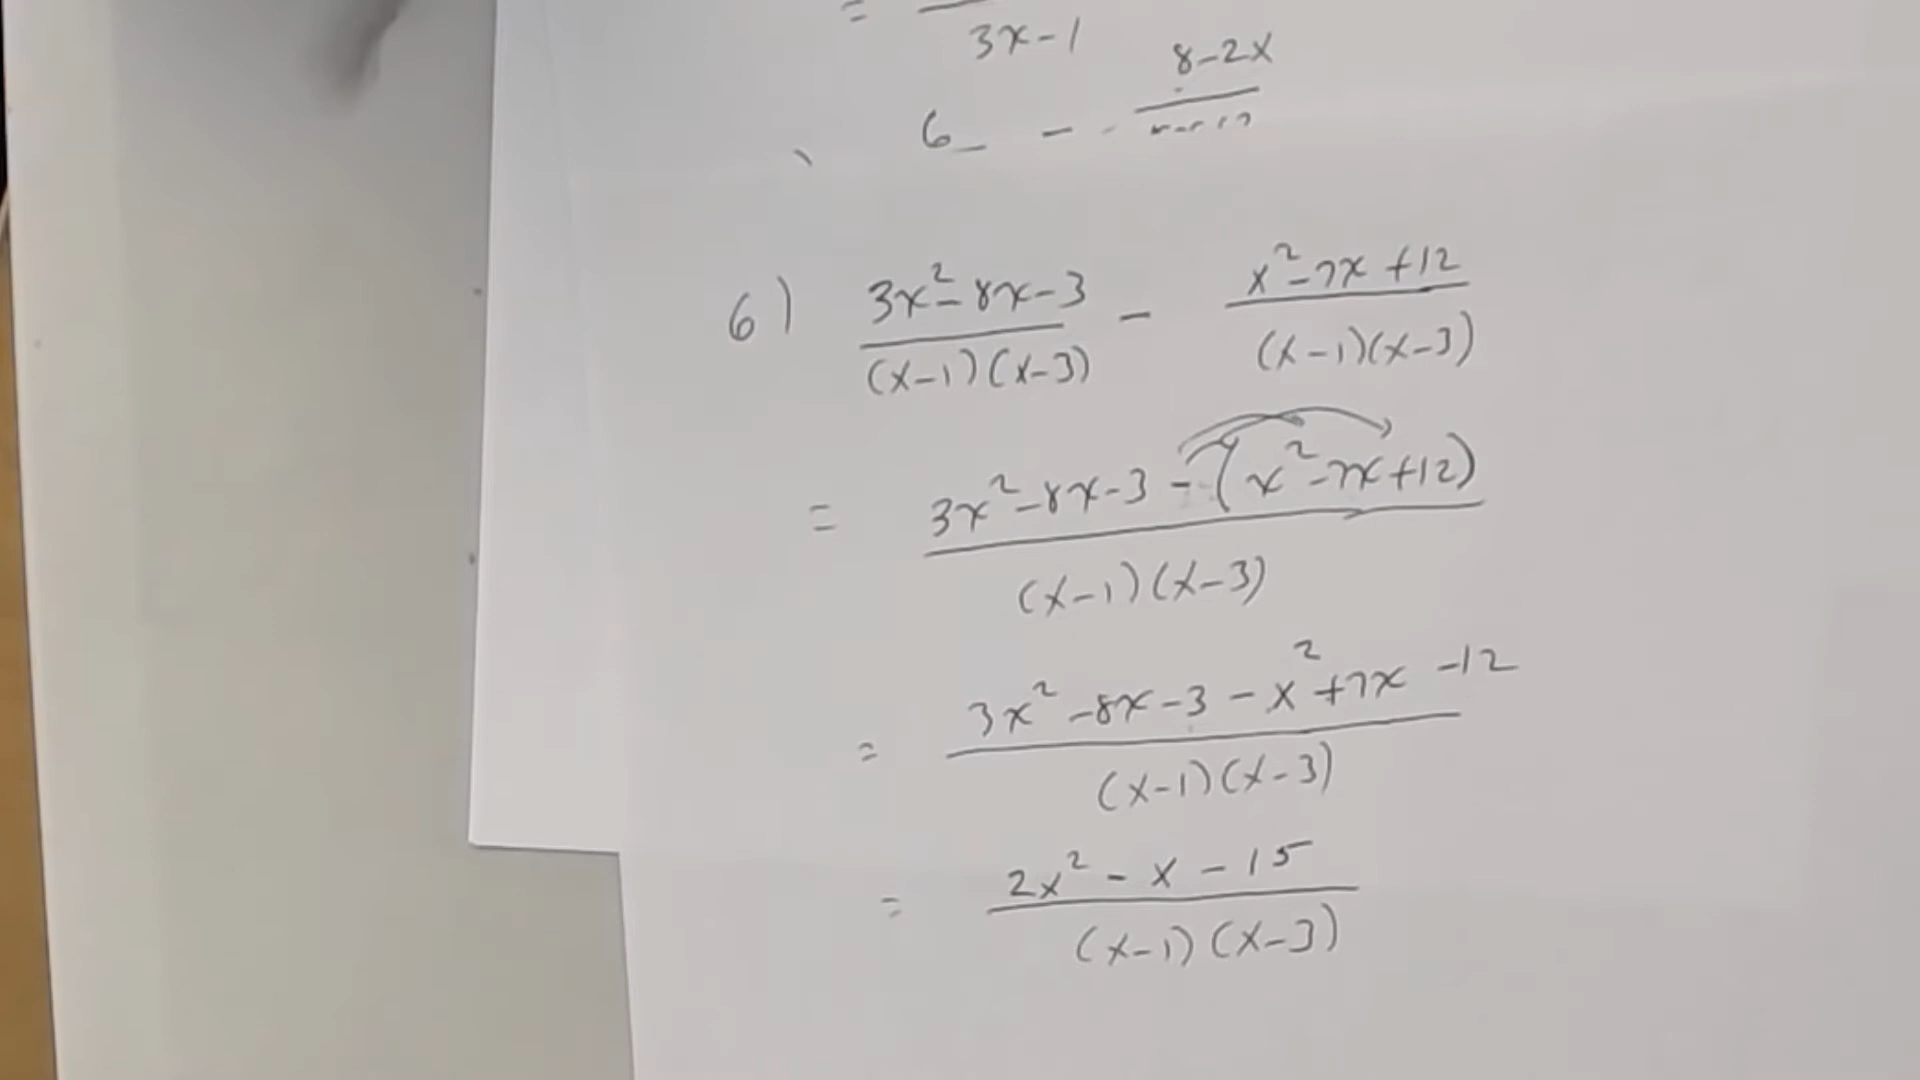 =
3x-1
6 - 8-2x
6) 3x²-8x-3 - x²-7x+12
(x-1)(x-3) (x-1)(x-3)
= 3x²-8x-3-(x²-7x+12)
(x-1)(x-3)
= 3x²-8x-3-x²+7x-12
(x-1)(x-3)
= 2x²-x-15
(x-1)(x-3)